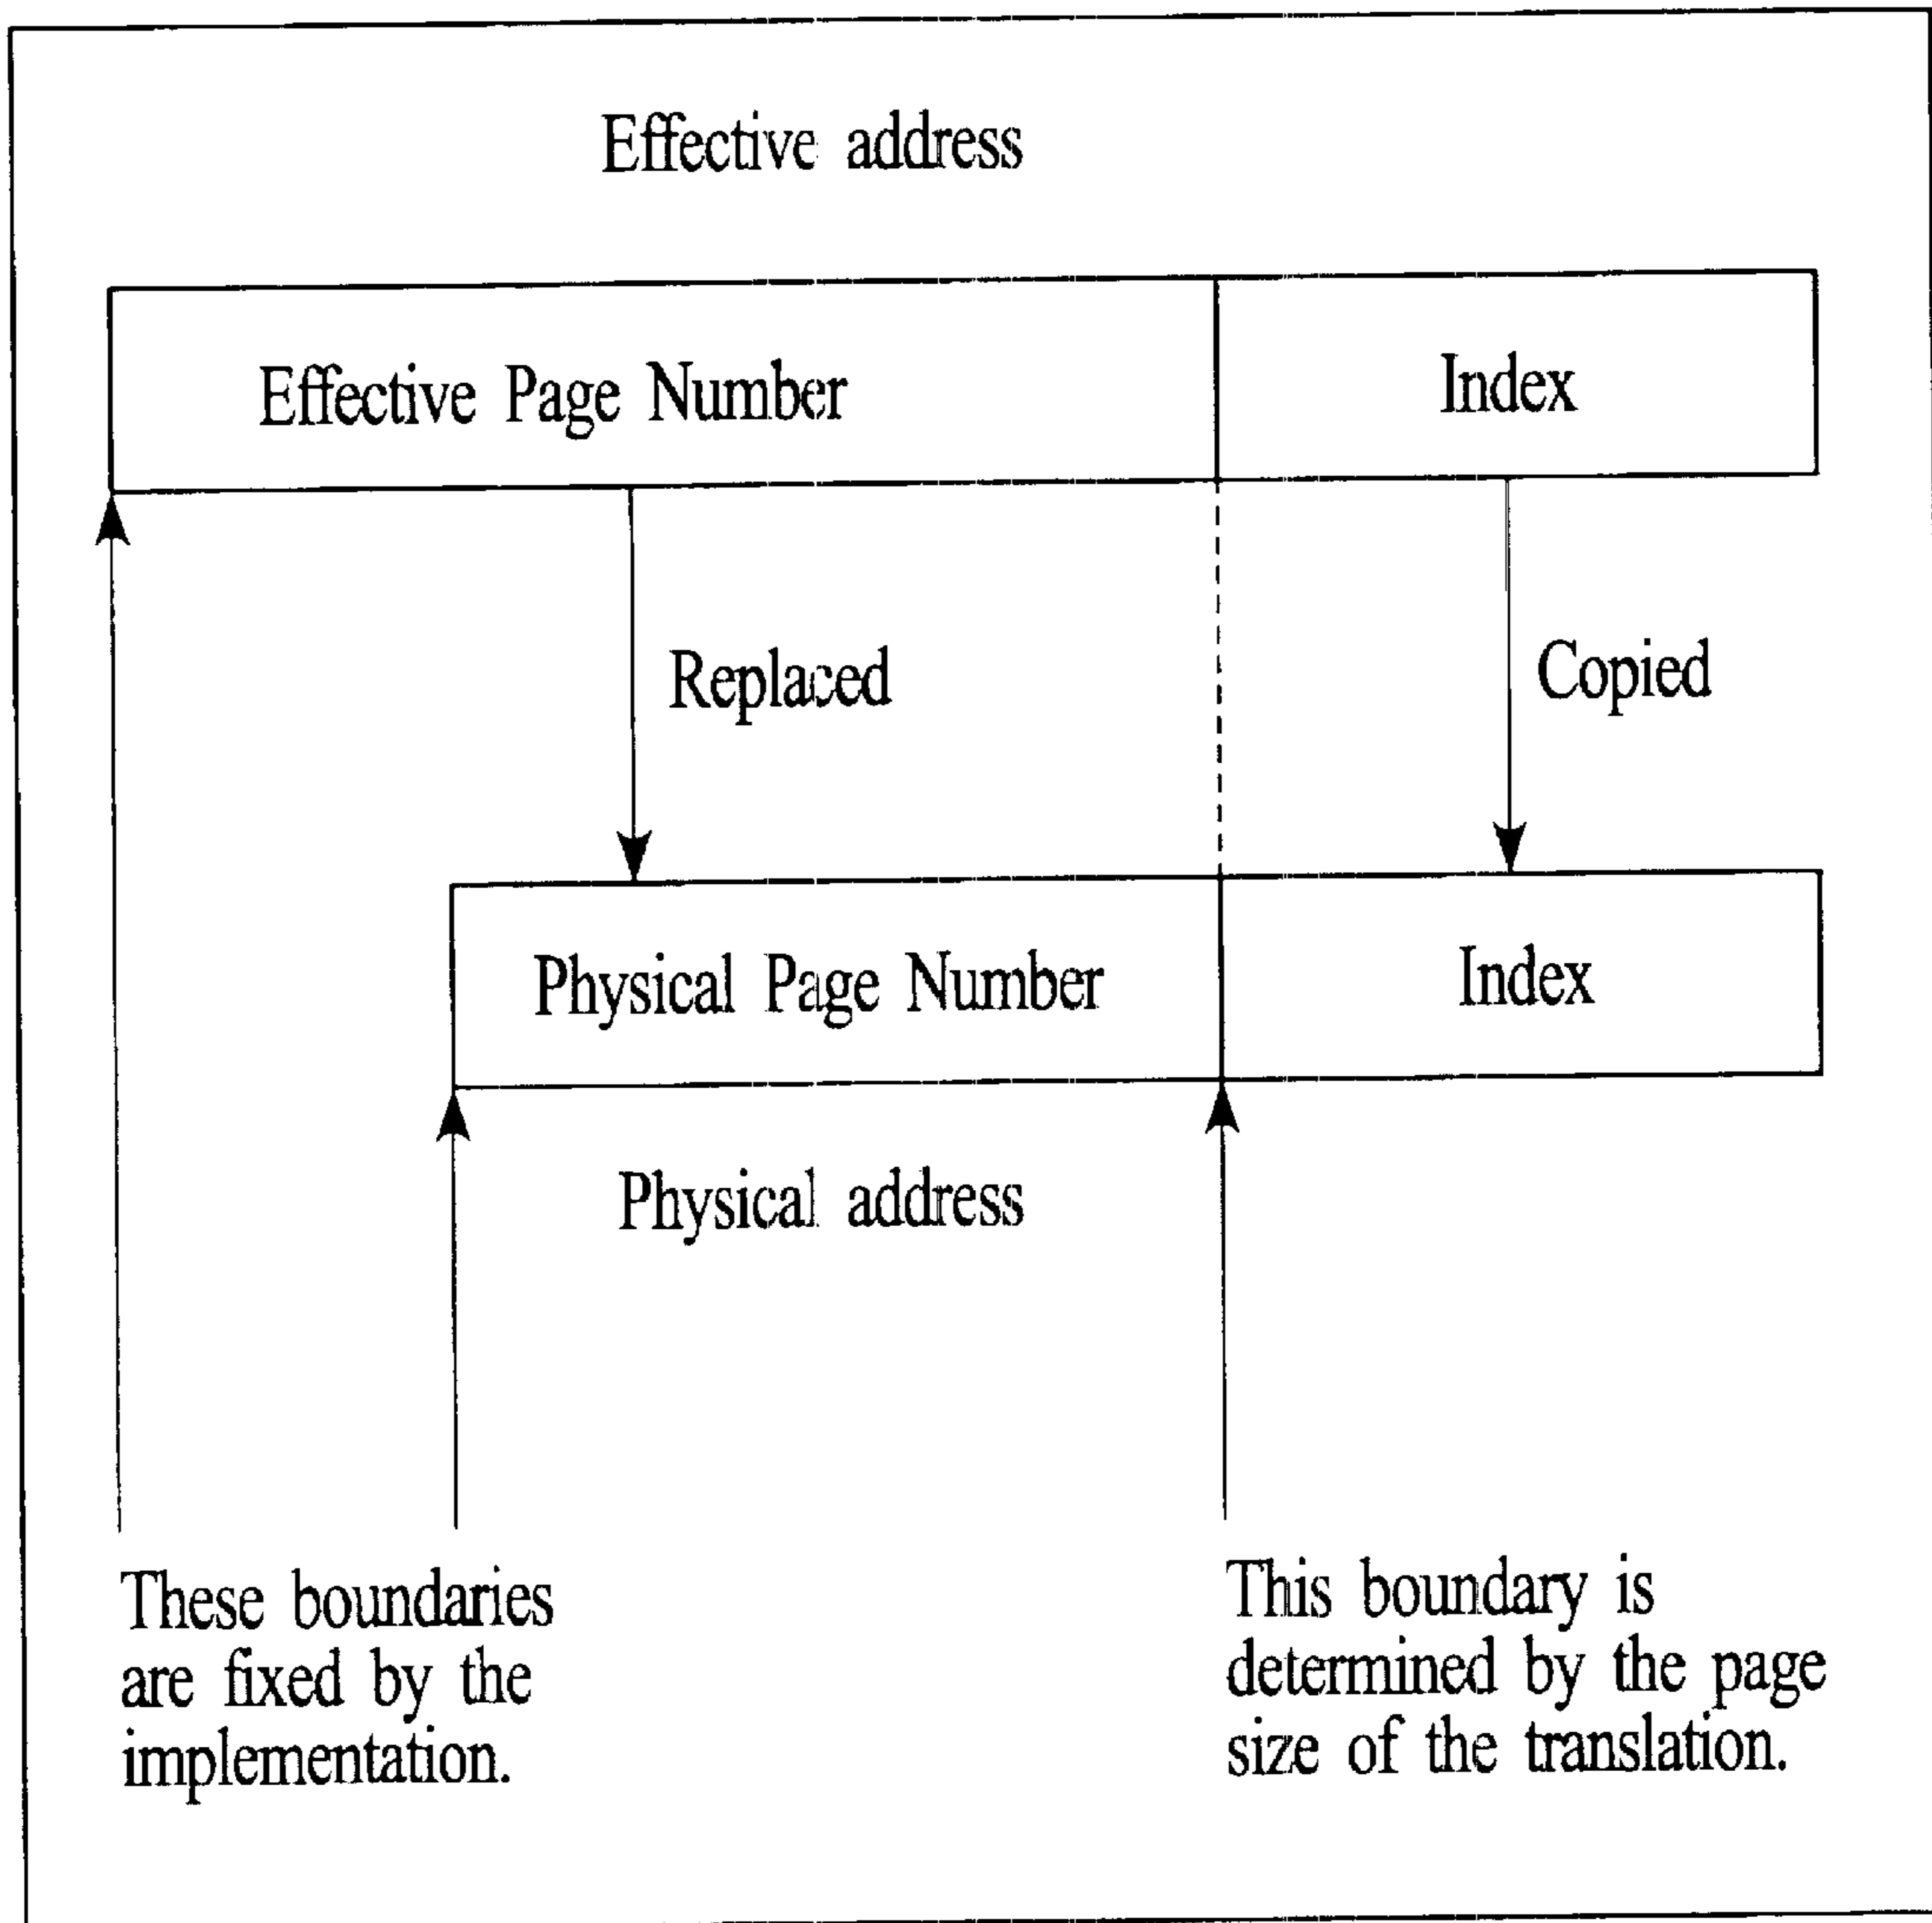 Effective address
Effective Page Number
Index
Replaced
Copied
Physical Page Number
Index
Physical address
These boundaries
are fixed by the
implementation.
This boundary is
determined by the page
size of the translation.